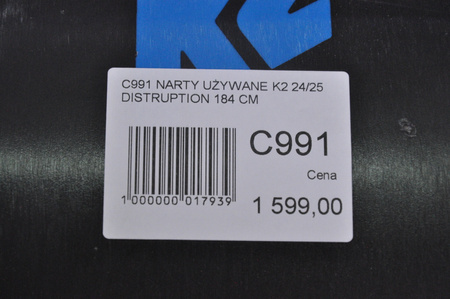 C991 NARTY UŻYWANE K2 24/25
DISTRUPTION 184 CM
C991
Cena
1 599,00
1 000000 017939